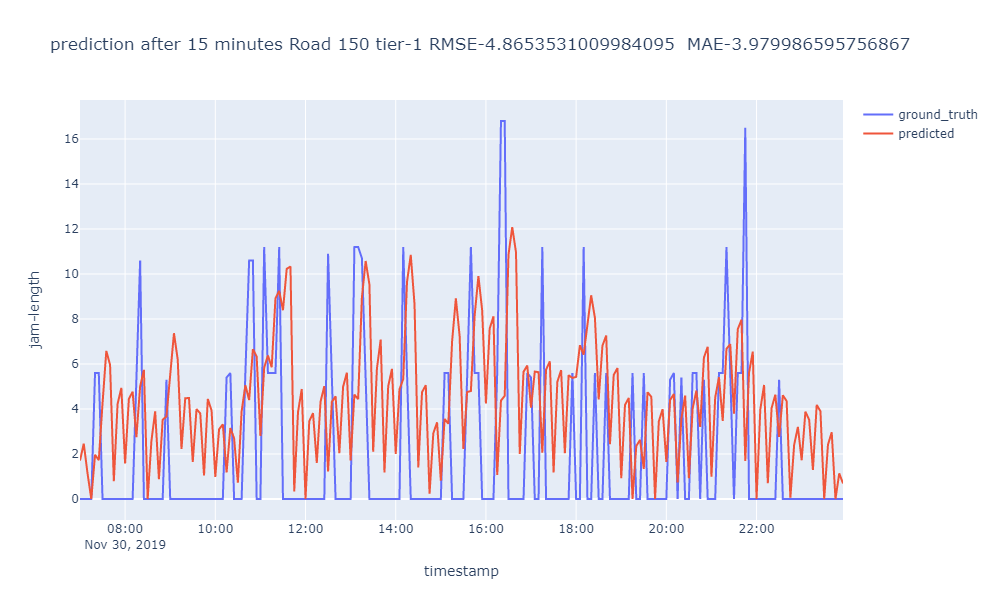 prediction after 15 minutes Road 150 tier-1 RMSE-4.8653531009984095  MAE-3.979986595756867
ground_truth
predicted
16
14
12
10
8
6
4
2
0
jam-length
08:00 10:00 12:00 14:00 16:00 18:00 20:00 22:00
Nov 30, 2019
timestamp